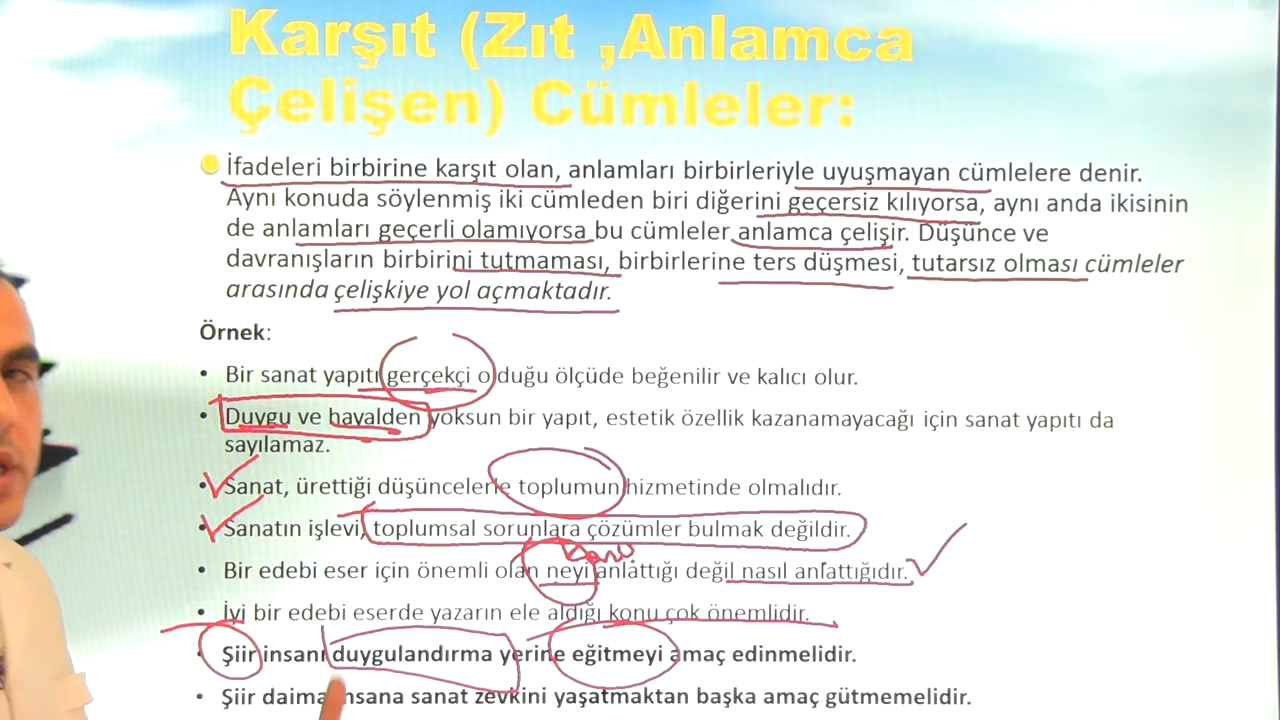 Karşıt (Zıt ,Anlamca
Çelişen) Cümleler:
İfadeleri birbirine karşıt olan, anlamları birbirleriyle uyuşmayan cümlelere denir.
Aynı konuda söylenmiş iki cümleden biri diğerini geçersiz kılıyorsa, aynı anda ikisinin
de anlamları geçerli olamıyorsa bu cümleler anlamca çelişir. Düşünce ve
davranışların birbirini tutmaması, birbirlerine ters düşmesi, tutarsız olması cümleler
arasında çelişkiye yol açmaktadır.
Örnek:
• Bir sanat yapıtı gerçekçi olduğu ölçüde beğenilir ve kalıcı olur.
• Duygu ve hayalden yoksun bir yapıt, estetik özellik kazanamayacağı için sanat yapıtı da
sayılamaz.
• Sanat, ürettiği düşüncelerle toplumun hizmetinde olmalıdır.
• Sanatın işlevi, toplumsal sorunlara çözümler bulmak değildir.
• Bir edebi eser için önemli olan neyi anlattığı değil nasıl anlattığıdır.
• İyi bir edebi eserde yazarın ele aldığı konu çok önemlidir.
• Şiir insanı duygulandırma yerine eğitmeyi amaç edinmelidir.
• Şiir daima insana sanat zevkini yaşatmaktan başka amaç gütmemelidir.